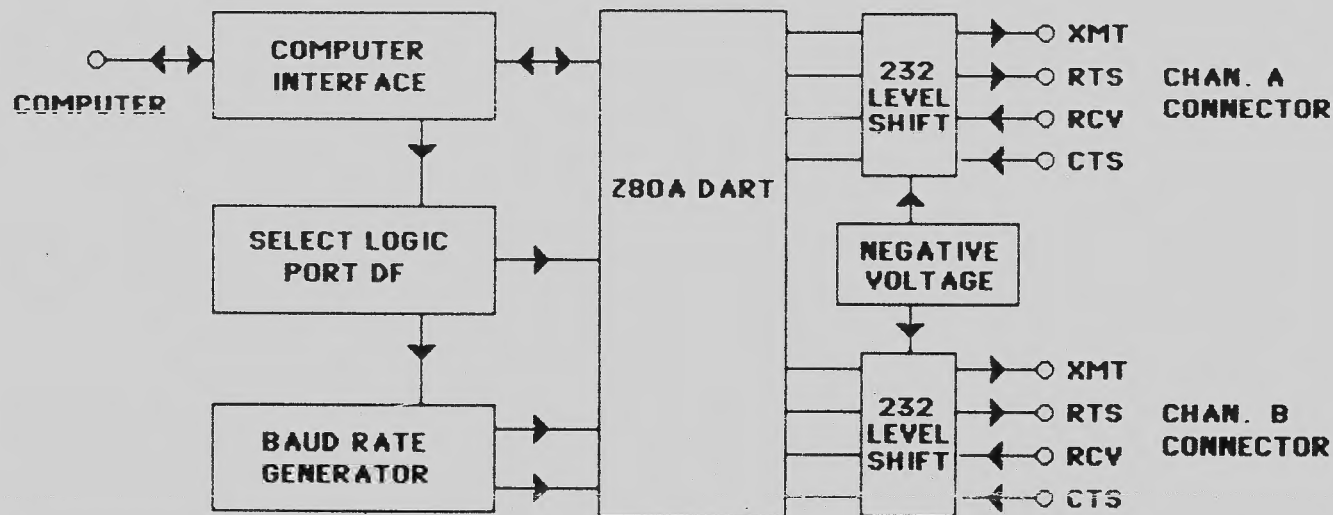 COMPUTER
INTERFACE
COMPUTER
SELECT LOGIC
PORT DF
BAUD RATE
GENERATOR
Z80A DART
232
LEVEL
SHIFT
XMT
RTS
RCV
CTS
CHAN. A
CONNECTOR
NEGATIVE
VOLTAGE
232
LEVEL
SHIFT
XMT
RTS
RCV
CTS
CHAN. B
CONNECTOR